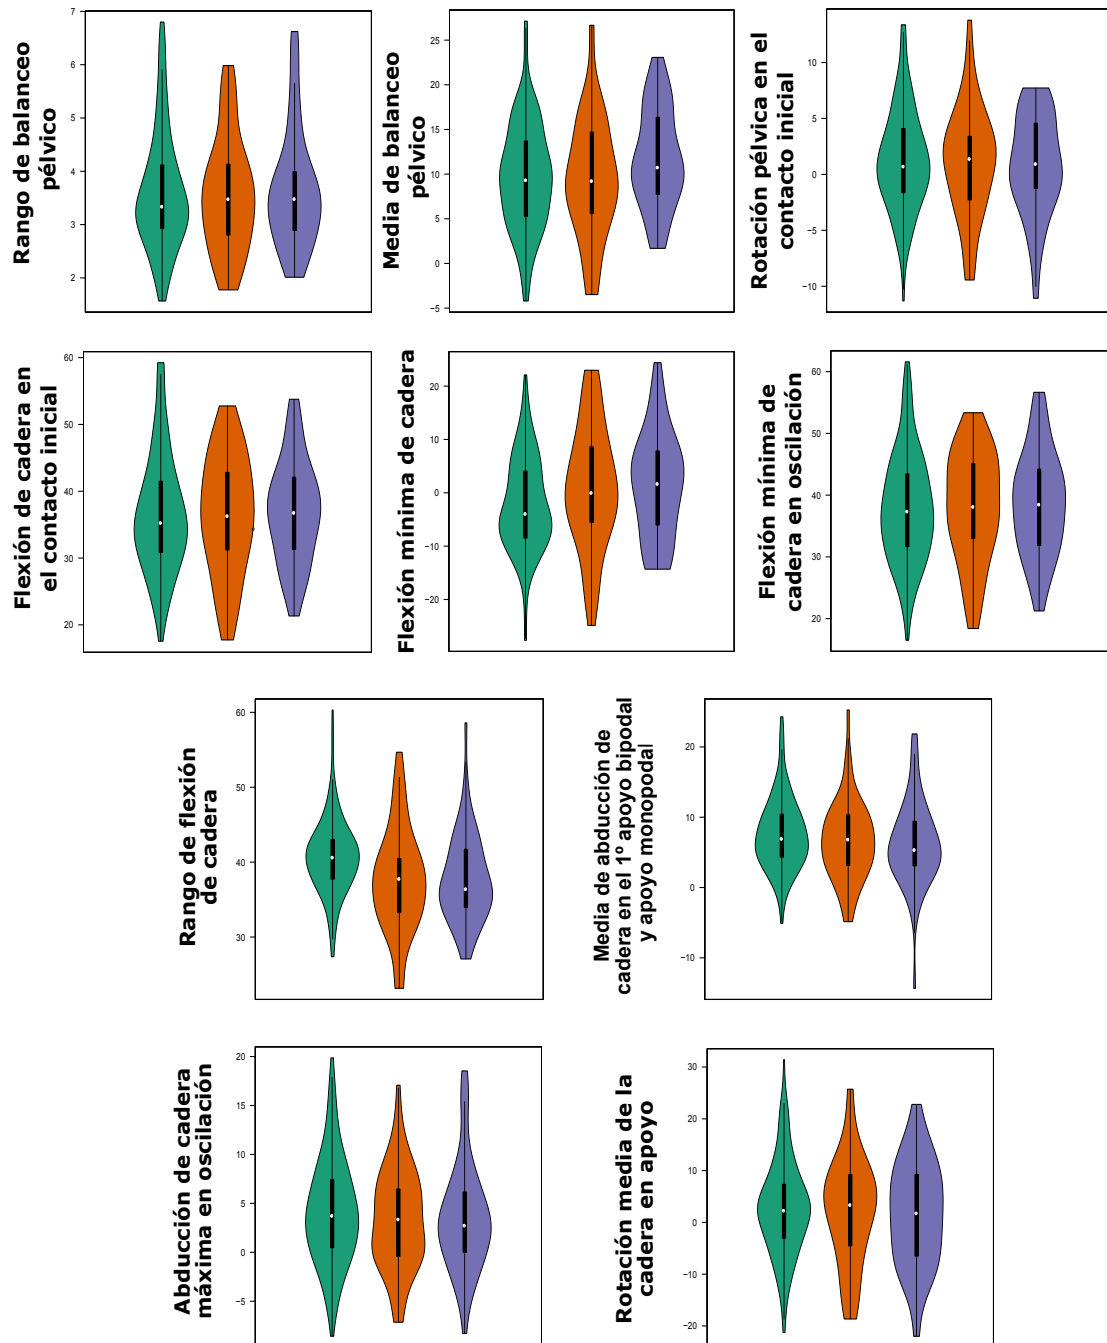 Rango de balanceo
pélvico
7
6
5
4
3
2
Media de balanceo
pélvico
25
20
15
10
5
0
−5
Rotación pélvica en el
contacto inicial
10
5
0
−5
−10
Flexión de cadera en
el contacto inicial
60
50
40
30
20
Flexión mínima de cadera
20
10
0
−10
−20
Flexión mínima de
cadera en oscilación
60
50
40
30
20
Rango de flexión
de cadera
60
50
40
30
Media de abducción de
cadera en el 1º apoyo bipodal
y apoyo monopodal
20
10
0
−10
Abducción de cadera
máxima en oscilación
20
15
10
5
0
−5
Rotación media de la
cadera en apoyo
30
20
10
0
−10
−20